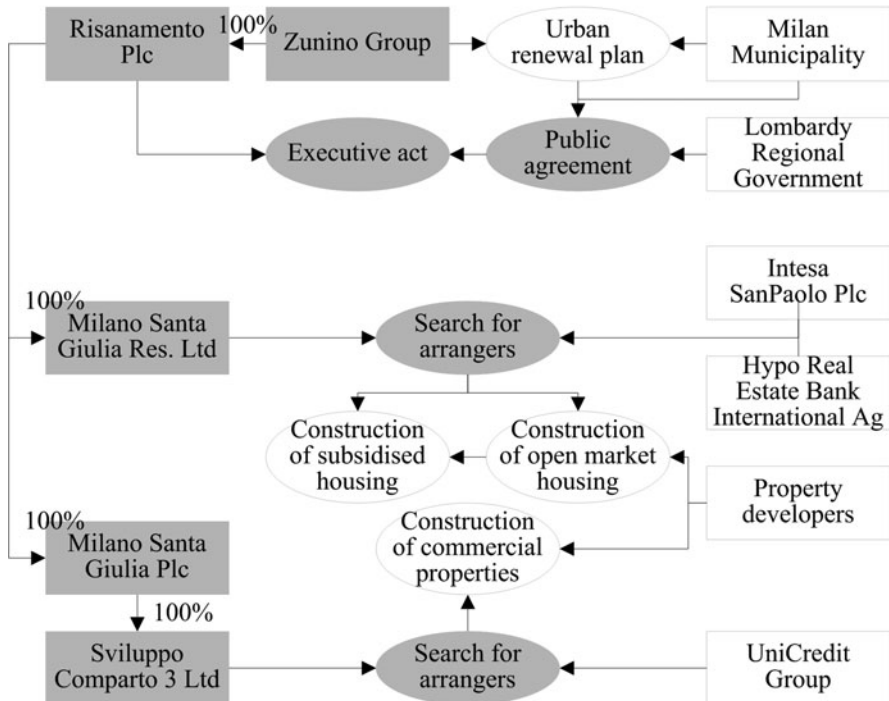 Risanamento
Plc
100%
Zunino Group
Urban
renewal plan
Milan
Municipality
Executive act
Public
agreement
Lombardy
Regional
Government
100%
Milano Santa
Giulia Res. Ltd
Search for
arrangers
Intesa
SanPaolo Plc
Hypo Real
Estate Bank
International Ag
Construction
of subsidised
housing
Construction
of open market
housing
Property
developers
100%
Milano Santa
Giulia Plc
Construction
of commercial
properties
100%
Sviluppo
Comparto 3 Ltd
Search for
arrangers
UniCredit
Group